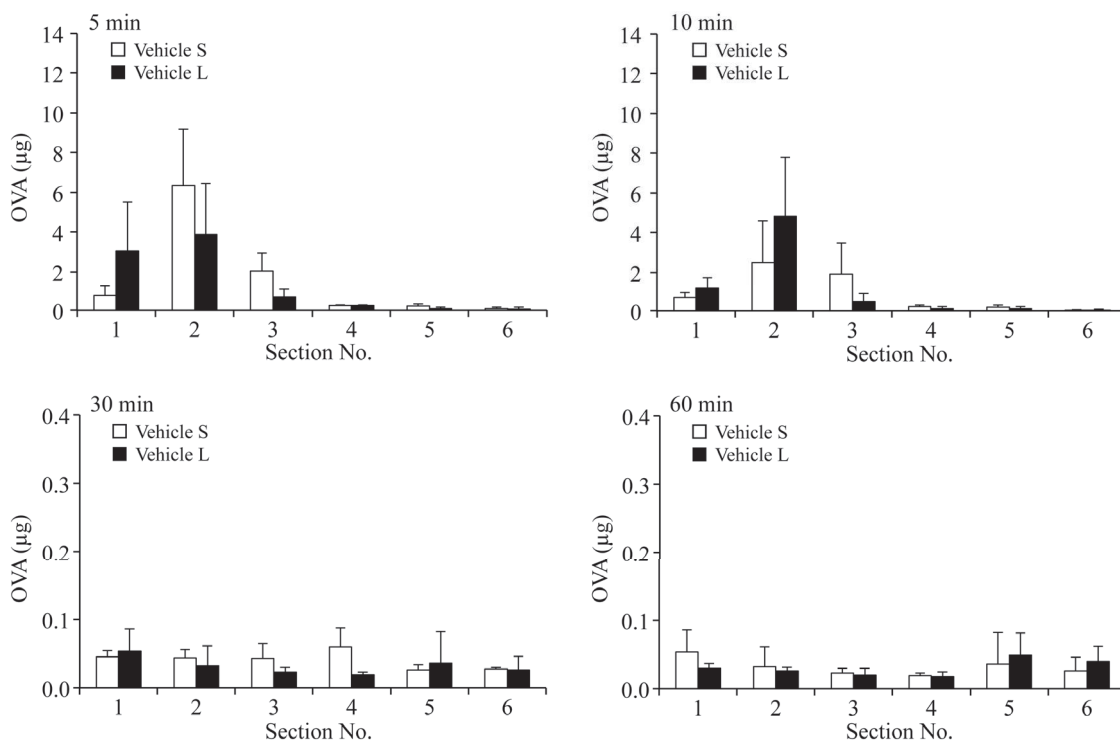 5 min
Vehicle S
Vehicle L
14
12
10
8
6
4
2
0
OVA (µg)
1 2 3 4 5 6
Section No.
10 min
Vehicle S
Vehicle L
14
12
10
8
6
4
2
0
OVA (µg)
1 2 3 4 5 6
Section No.
30 min
Vehicle S
Vehicle L
0.4
0.3
0.2
0.1
0.0
OVA (µg)
1 2 3 4 5 6
Section No.
60 min
Vehicle S
Vehicle L
0.4
0.3
0.2
0.1
0.0
OVA (µg)
1 2 3 4 5 6
Section No.